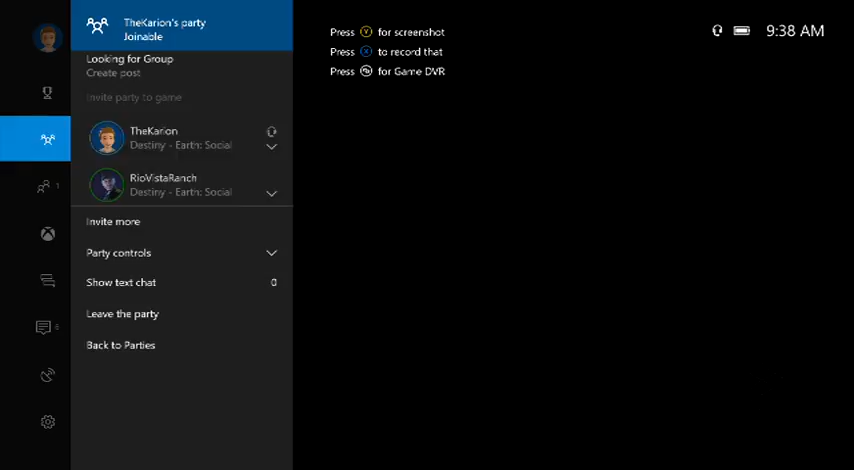 TheKarion's party
Joinable
Looking for Group
Create post
Invite party to game
TheKarion
Destiny - Earth: Social
RioVistaRanch
Destiny - Earth: Social
Invite more
Party controls
Show text chat 0
Leave the party
Back to Parties
1
6
Press Y for screenshot
Press X to record that
Press for Game DVR
9:38 AM